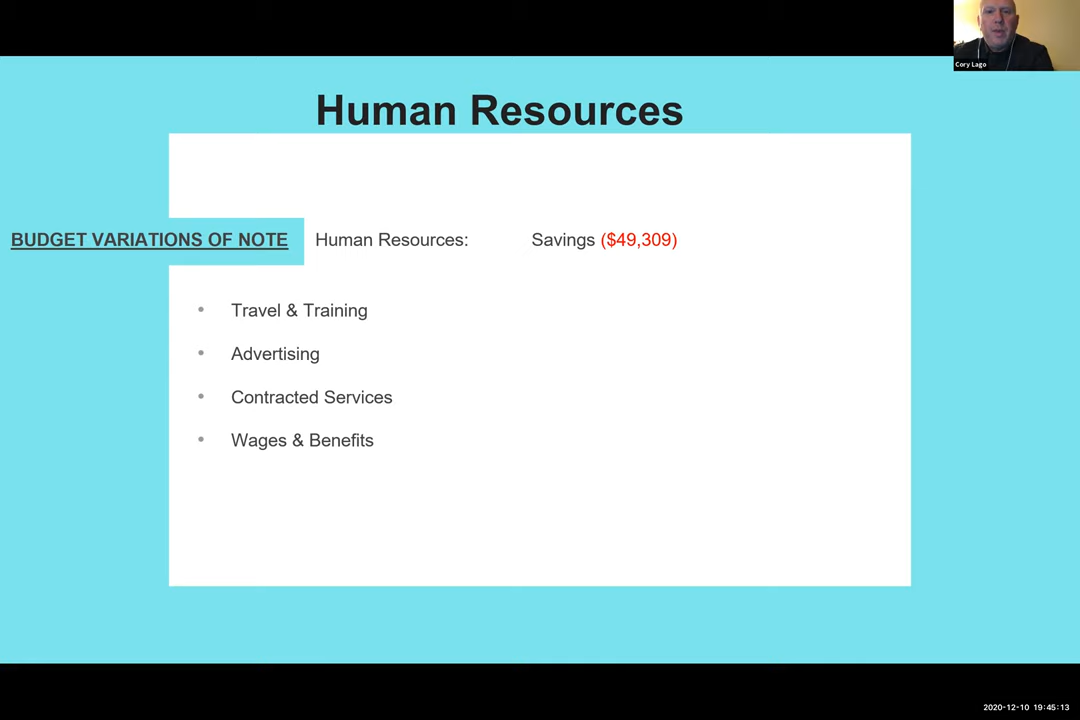 Cory Lago
Human Resources
BUDGET VARIATIONS OF NOTE Human Resources: Savings ($49,309)
• Travel & Training
• Advertising
• Contracted Services
• Wages & Benefits
2020-12-10 19:45:13